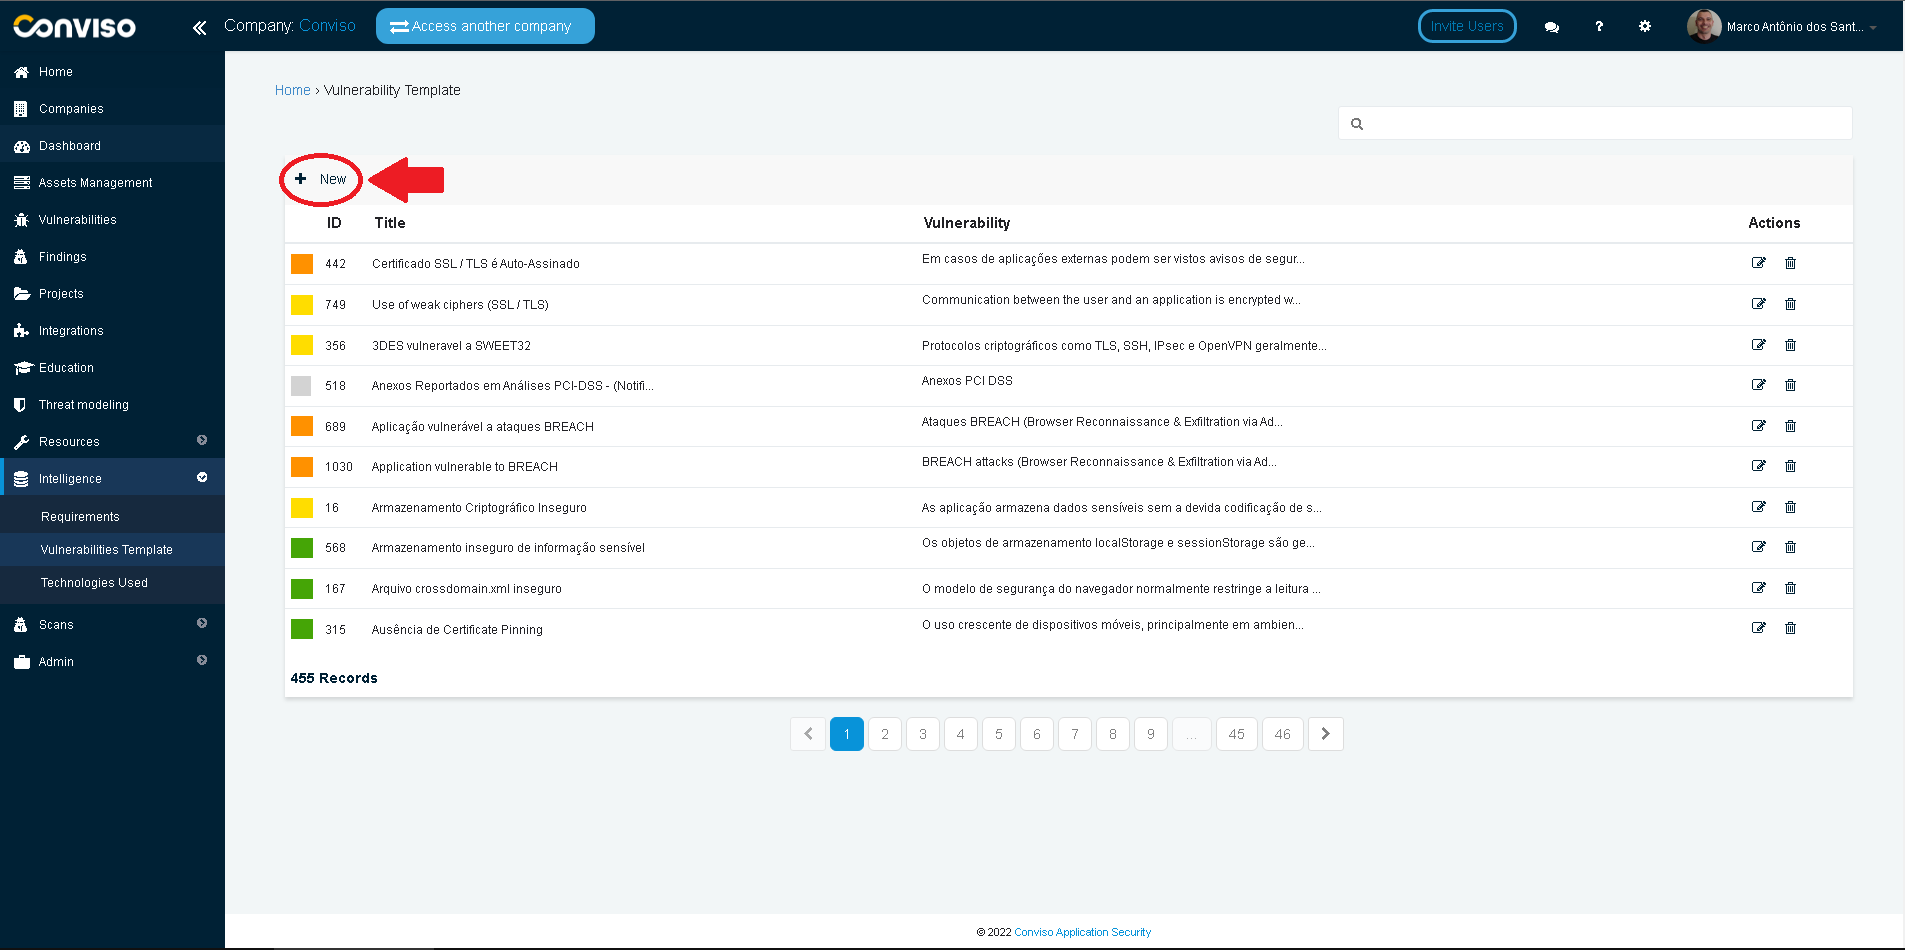 Conviso
Company: Conviso
Access another company
Invite Users
?
Marco Antônio dos Sant...
Home
Companies
Dashboard
Assets Management
Vulnerabilities
Findings
Projects
Integrations
Education
Threat modeling
Resources
Intelligence
Requirements
Vulnerabilities Template
Technologies Used
Scans
Admin
Home › Vulnerability Template
+ New
ID Title Vulnerability Actions
442 Certificado SSL / TLS é Auto-Assinado Em casos de aplicações externas podem ser vistos avisos de segur...
749 Use of weak ciphers (SSL / TLS) Communication between the user and an application is encrypted w...
356 3DES vulneravel a SWEET32 Protocolos criptográficos como TLS, SSH, IPsec e OpenVPN geralmente...
518 Anexos Reportados em Análises PCI-DSS - (Notifi... Anexos PCI DSS
689 Aplicação vulnerável a ataques BREACH Ataques BREACH (Browser Reconnaissance & Exfiltration via Ad...
1030 Application vulnerable to BREACH BREACH attacks (Browser Reconnaissance & Exfiltration via Ad...
16 Armazenamento Criptográfico Inseguro As aplicação armazena dados sensíveis sem a devida codificação de s...
568 Armazenamento inseguro de informação sensível Os objetos de armazenamento localStorage e sessionStorage são ge...
167 Arquivo crossdomain.xml inseguro O modelo de segurança do navegador normalmente restringe a leitura ...
315 Ausência de Certificate Pinning O uso crescente de dispositivos móveis, principalmente em ambien...
455 Records
1 2 3 4 5 6 7 8 9 ... 45 46
© 2022 Conviso Application Security